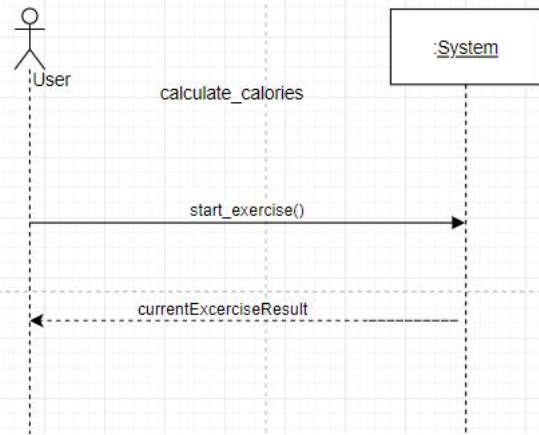 :System
User
calculate_calories
start_exercise()
currentExcerciseResult